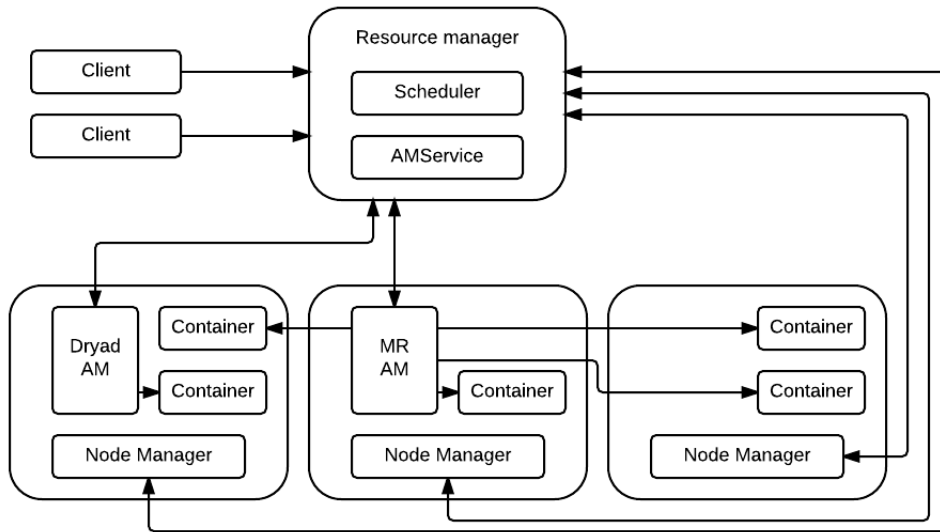 Resource manager
Client
Scheduler
Client
AMService
Dryad
AM
Container
Container
Node Manager
MR
AM
Container
Node Manager
Container
Container
Node Manager